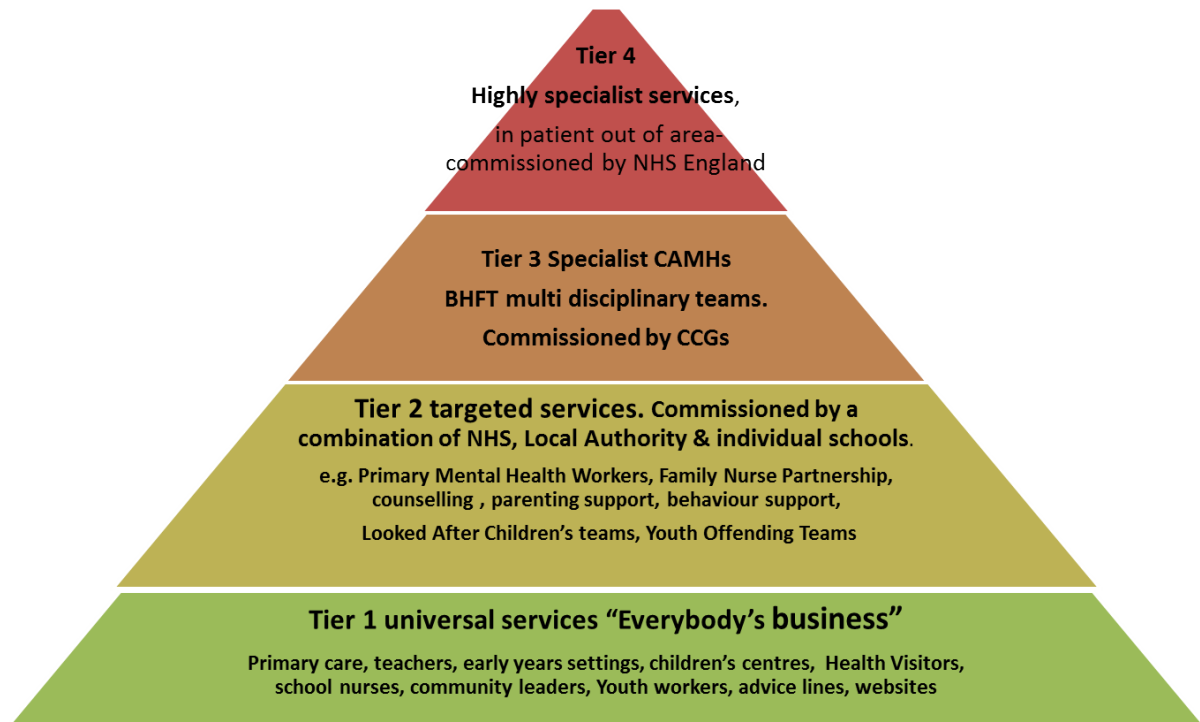 Tier 4
Highly specialist services,
in patient out of area-
commissioned by NHS England
Tier 3 Specialist CAMHs
BHFT multi disciplinary teams.
Commissioned by CCGs
Tier 2 targeted services. Commissioned by a
combination of NHS, Local Authority & individual schools.
e.g. Primary Mental Health Workers, Family Nurse Partnership,
counselling , parenting support, behaviour support,
Looked After Children’s teams, Youth Offending Teams
Tier 1 universal services “Everybody’s business”
Primary care, teachers, early years settings, children’s centres, Health Visitors,
school nurses, community leaders, Youth workers, advice lines, websites